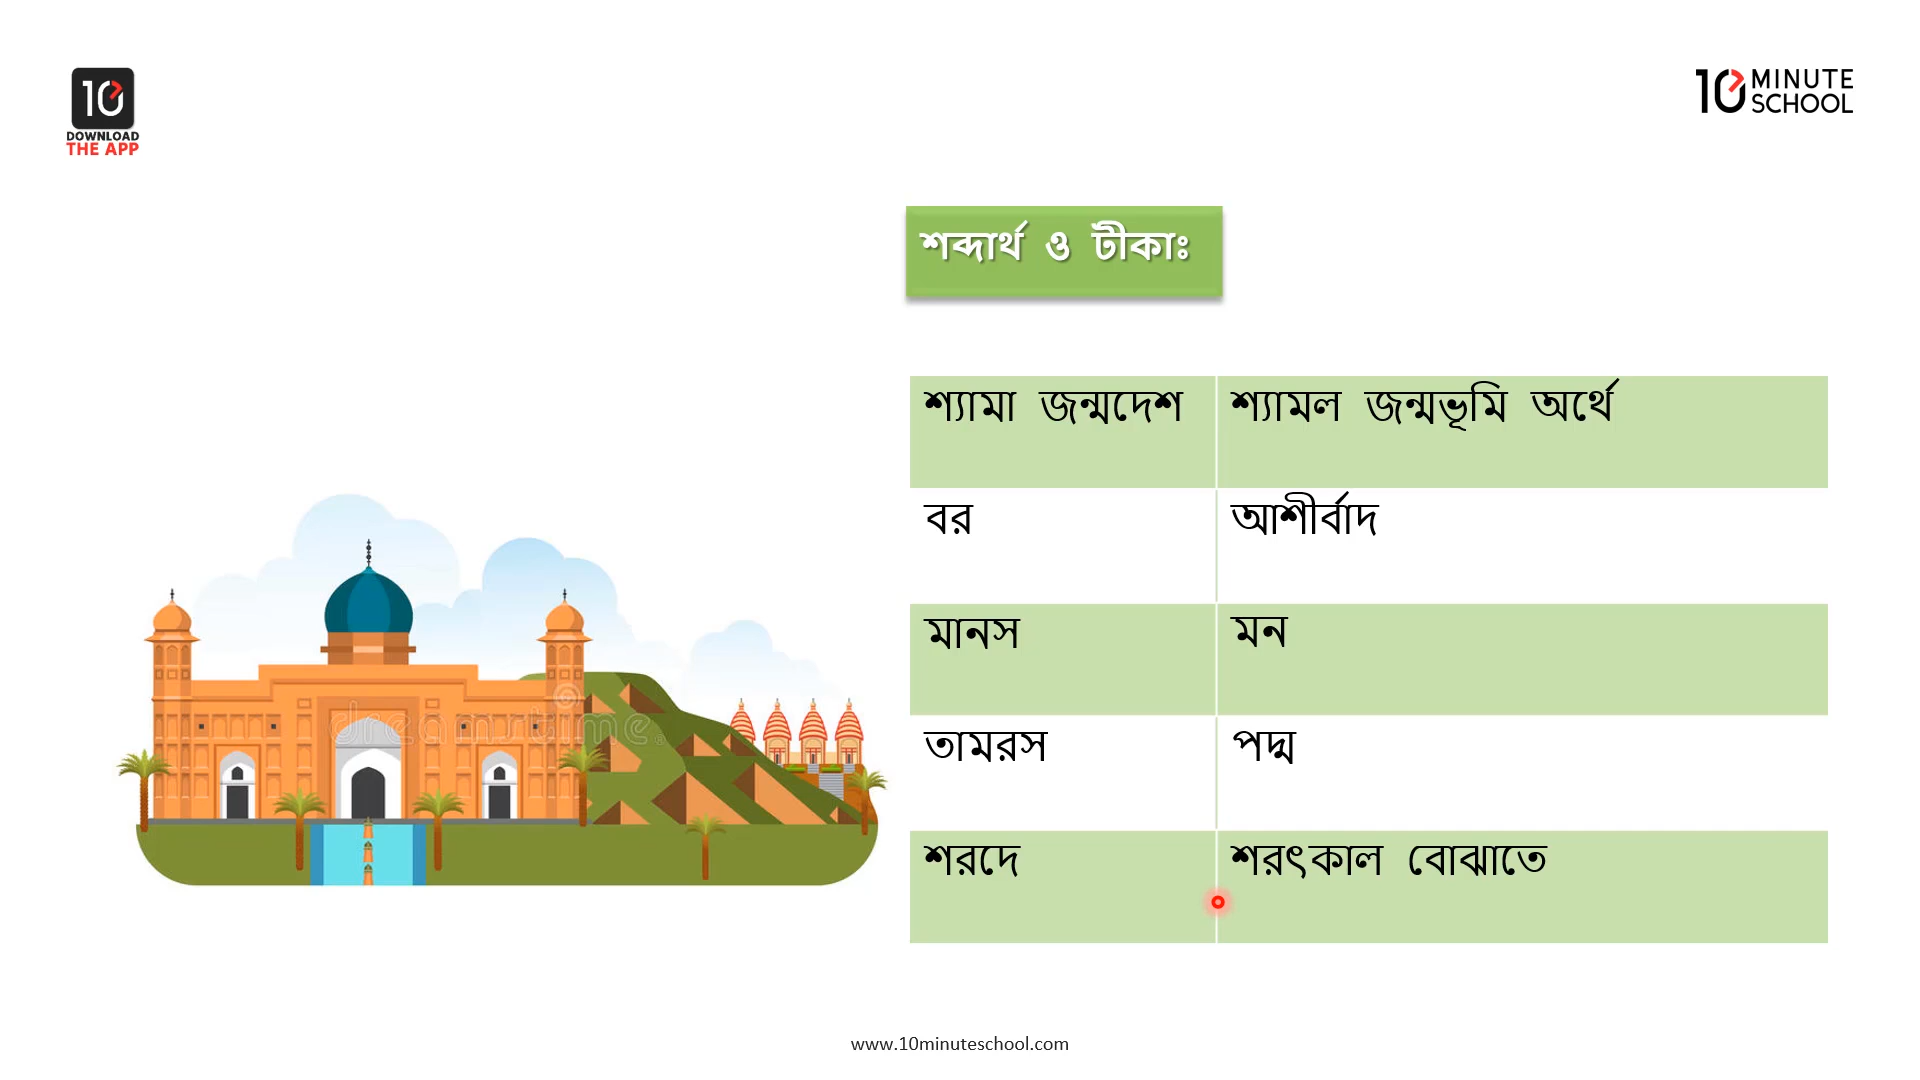 10
DOWNLOAD
THE APP
10 MINUTE
SCHOOL
শব্দার্থ ও টীকাঃ
শ্যামা জন্মদেশ শ্যামল জন্মভূমি অর্থে
বর আশীর্বাদ
মানস মন
তামরস পদ্ম
শরদে শরৎকাল বোঝাতে
dreamstime.
www.10minuteschool.com